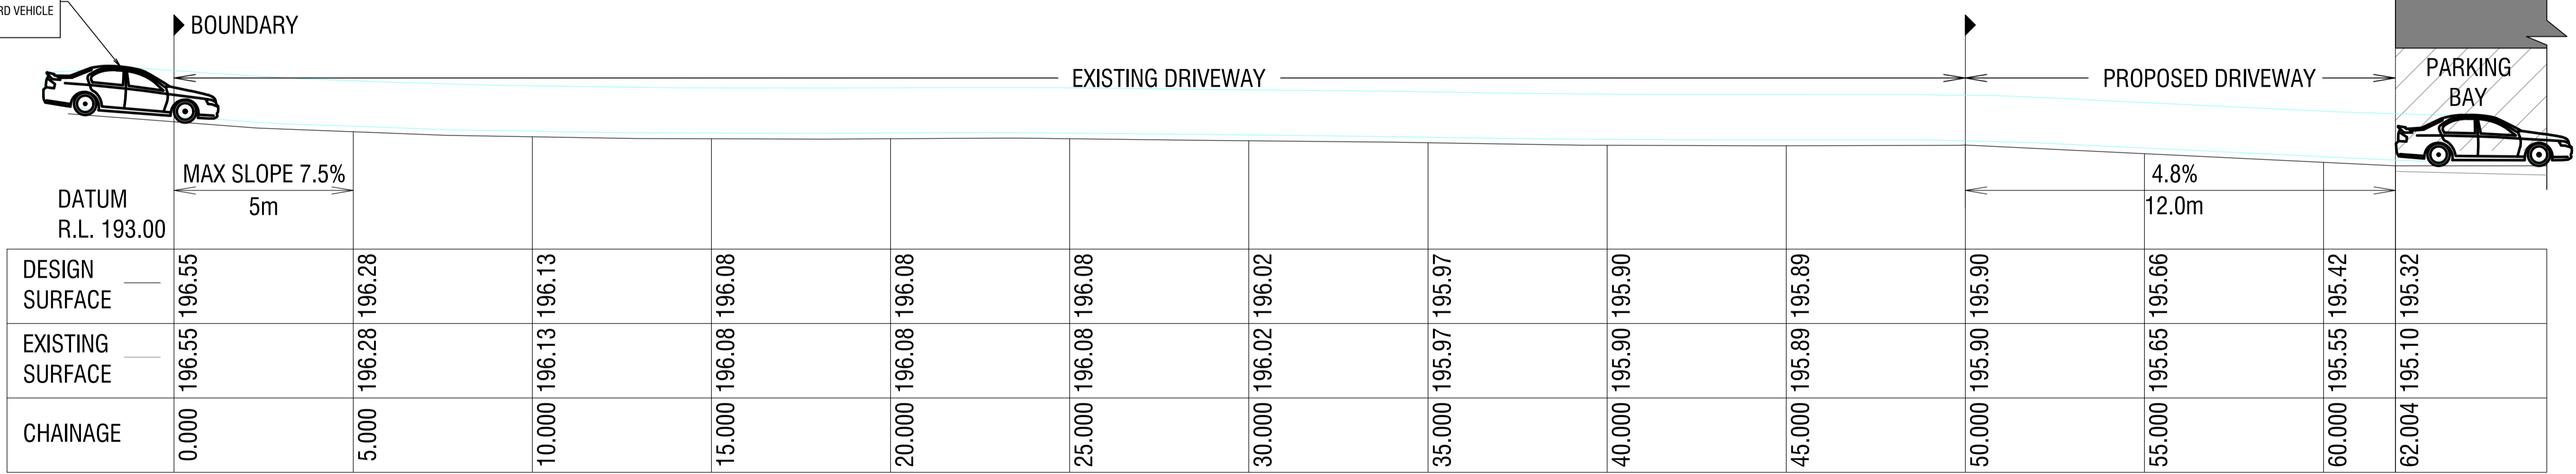 RD VEHICLE
BOUNDARY
EXISTING DRIVEWAY
PROPOSED DRIVEWAY
PARKING
BAY
MAX SLOPE 7.5%
5m
4.8%
12.0m
DATUM
R.L. 193.00
DESIGN
SURFACE
196.55
196.28
196.13
196.08
196.08
196.08
196.02
195.97
195.90
195.89
195.90
195.66
195.42
195.32
EXISTING
SURFACE
196.55
196.28
196.13
196.08
196.08
196.08
196.02
195.97
195.90
195.89
195.90
195.65
195.55
195.10
CHAINAGE
0.000
5.000
10.000
15.000
20.000
25.000
30.000
35.000
40.000
45.000
50.000
55.000
60.000
62.004